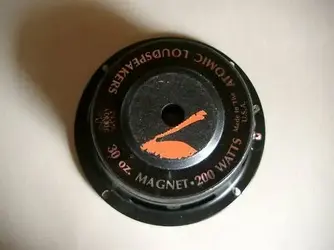 ATOMIC LOUDSPEAKERS
30 oz. MAGNET • 200 WATTS
Made In The
U.S.A.